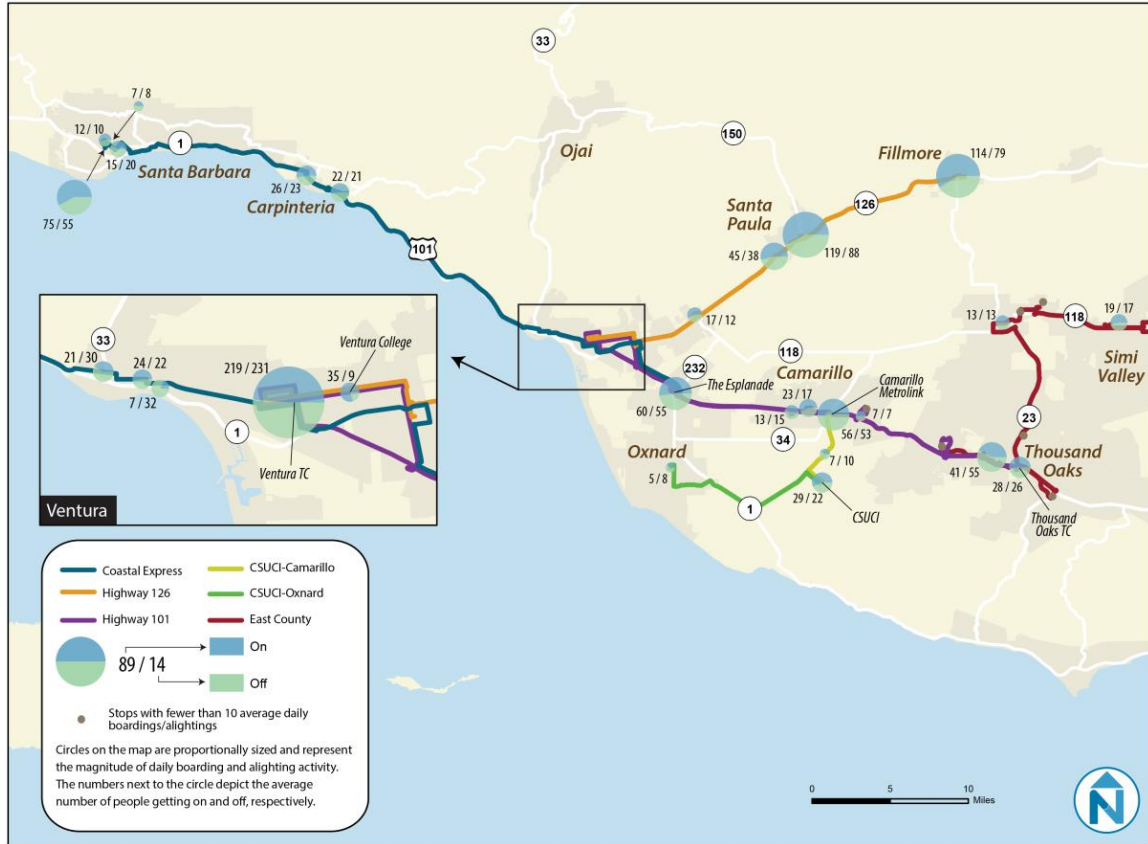 33
7 / 8
12 / 10
15 / 20
1
Santa Barbara
75 / 55
26 / 23
22 / 21
Carpinteria
101
Ojai
150
Fillmore
114 / 79
126
Santa
Paula
119 / 88
45 / 38
17 / 12
13 / 13
118
19 / 17
Simi
Valley
118
232
Camarillo
The Esplanade
60 / 55
23 / 17
13 / 15
Camarillo
Metrolink
7 / 7
56 / 53
34
23
Oxnard
5 / 8
7 / 10
29 / 22
CSUCI
1
41 / 55
28 / 26
Thousand
Oaks
Thousand
Oaks TC
33
21 / 30
24 / 22
7 / 32
219 / 231
35 / 9
Ventura College
1
Ventura TC
Ventura
Coastal Express
CSUCI-Camarillo
Highway 126
CSUCI-Oxnard
Highway 101
East County
89 / 14
On
Off
Stops with fewer than 10 average daily
boardings/alightings
Circles on the map are proportionally sized and represent
the magnitude of daily boarding and alighting activity.
The numbers next to the circle depict the average
number of people getting on and off, respectively.
0 5 10
Miles
N